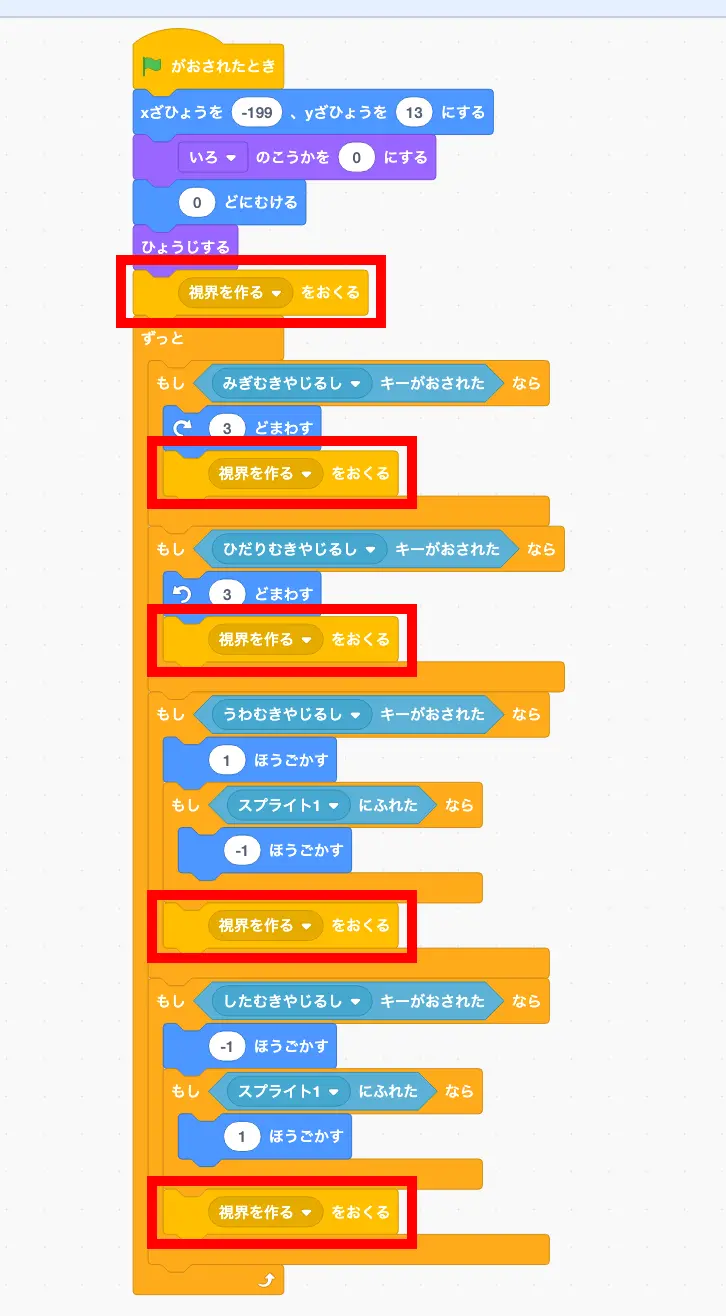 がおされたとき
xざひょうを -199 、yざひょうを 13 にする
いろ のこうかを 0 にする
0 どにむける
ひょうじする
視界を作る をおくる
ずっと
もし みぎむきやじるし キーがおされた なら
3 どまわす
視界を作る をおくる
もし ひだりむきやじるし キーがおされた なら
3 どまわす
視界を作る をおくる
もし うわむきやじるし キーがおされた なら
1 ほうごかす
もし スプライト1 にふれた なら
-1 ほうごかす
視界を作る をおくる
もし したむきやじるし キーがおされた なら
-1 ほうごかす
もし スプライト1 にふれた なら
1 ほうごかす
視界を作る をおくる